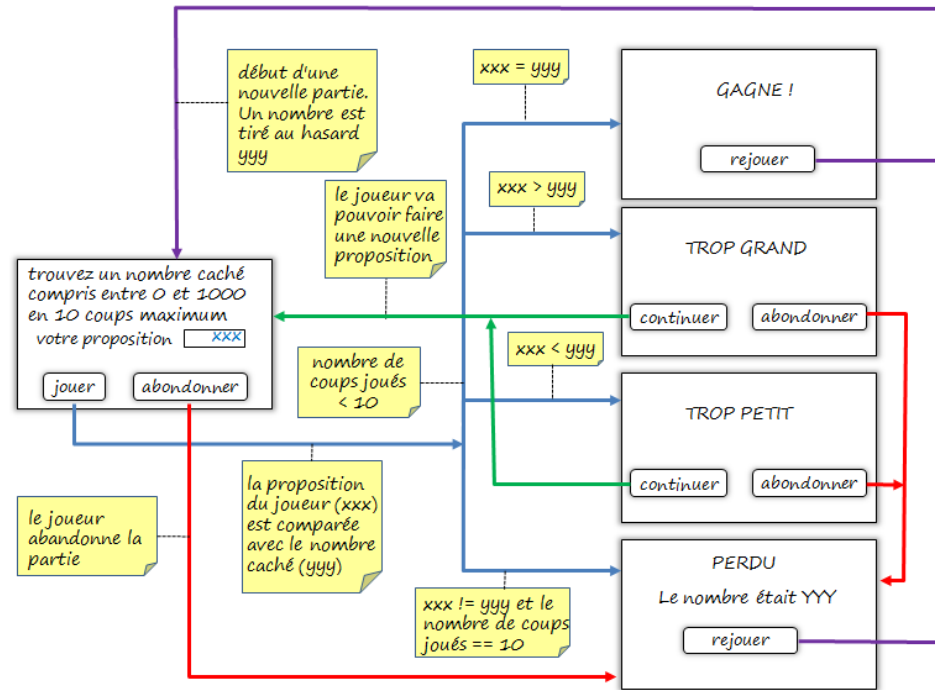 début d'une
nouvelle partie.
Un nombre est
tiré au hasard
yyy
xxx = yyy
GAGNE !
rejouer
le joueur va
pouvoir faire
une nouvelle
proposition
xxx > yyy
TROP GRAND
continuer
abondonner
trouvez un nombre caché
compris entre 0 et 1000
en 10 coups maximum
votre proposition xxx
jouer
abondonner
nombre de
coups joués
< 10
xxx < yyy
TROP PETIT
continuer
abondonner
la proposition
du joueur (xxx)
est comparée
avec le nombre
caché (yyy)
le joueur
abandonne la
partie
xxx != yyy et le
nombre de coups
joués == 10
PERDU
Le nombre était YYY
rejouer